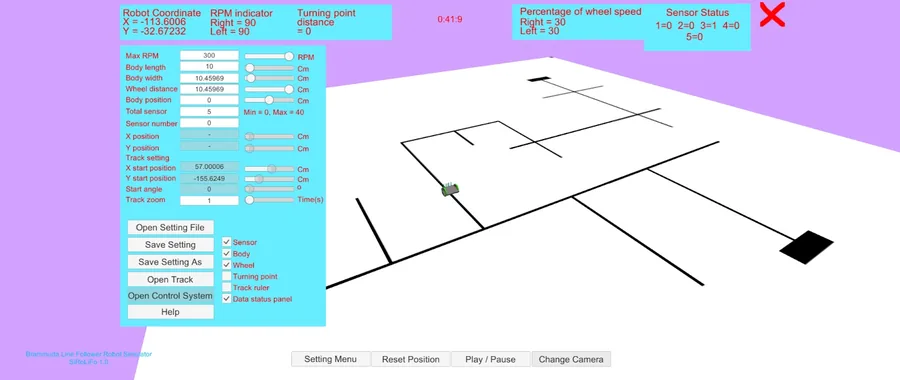 Robot Coordinate
X = -113.6006
Y = -32.67232
RPM indicator
Right = 90
Left = 90
Turning point
distance
= 0
0:41:9
Percentage of wheel speed
Right = 30
Left = 30
Sensor Status
1=0 2=0 3=1 4=0
5=0
Max RPM 300 RPM
Body length 10 Cm
Body width 10.45969 Cm
Wheel distance 10.45969 Cm
Body position 0 Cm
Total sensor 5 Min = 0, Max = 40
Sensor number 0
X position - Cm
Y position - Cm
Track setting
X start position 57.00006 Cm
Y start position -155.6249 Cm
Start angle 0 o
Track zoom 1 Time(s)
Open Setting File
Save Setting
Save Setting As
Open Track
Open Control System
Help
Sensor
Body
Wheel
Turning point
Track ruler
Data status panel
Line Follower Robot
1.0
Setting Menu
Reset Position
Play / Pause
Change Camera